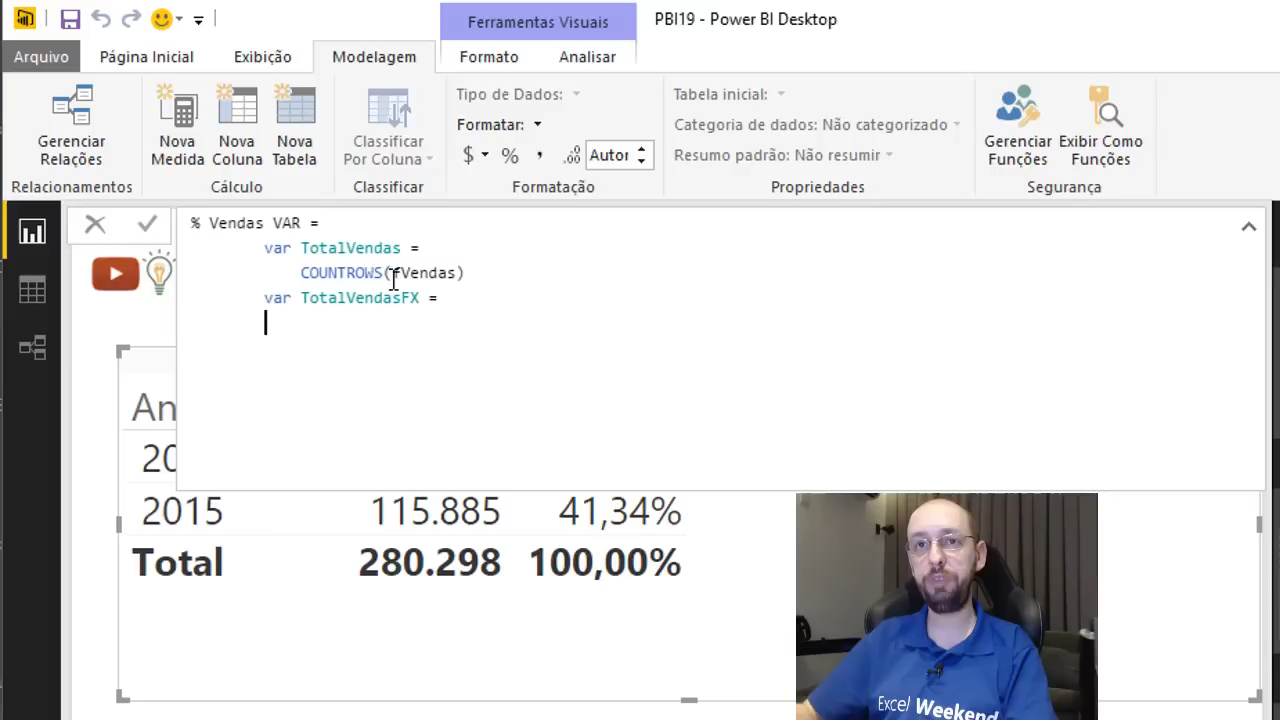 Ferramentas Visuais
PBI19 - Power BI Desktop
Arquivo
Página Inicial
Exibição
Modelagem
Formato
Analisar
Gerenciar Relações
Nova Medida
Nova Coluna
Nova Tabela
Classificar Por Coluna
Tipo de Dados:
Formatar:
$ % , .00 Autor
Tabela inicial:
Categoria de dados: Não categorizado
Resumo padrão: Não resumir
Gerenciar Funções
Exibir Como Funções
Relacionamentos
Cálculo
Classificar
Formatação
Propriedades
Segurança
% Vendas VAR =
var TotalVendas =
COUNTROWS(fVendas)
var TotalVendasFX =
An
20
2015 115.885 41,34%
Total 280.298 100,00%
Excel Weekend